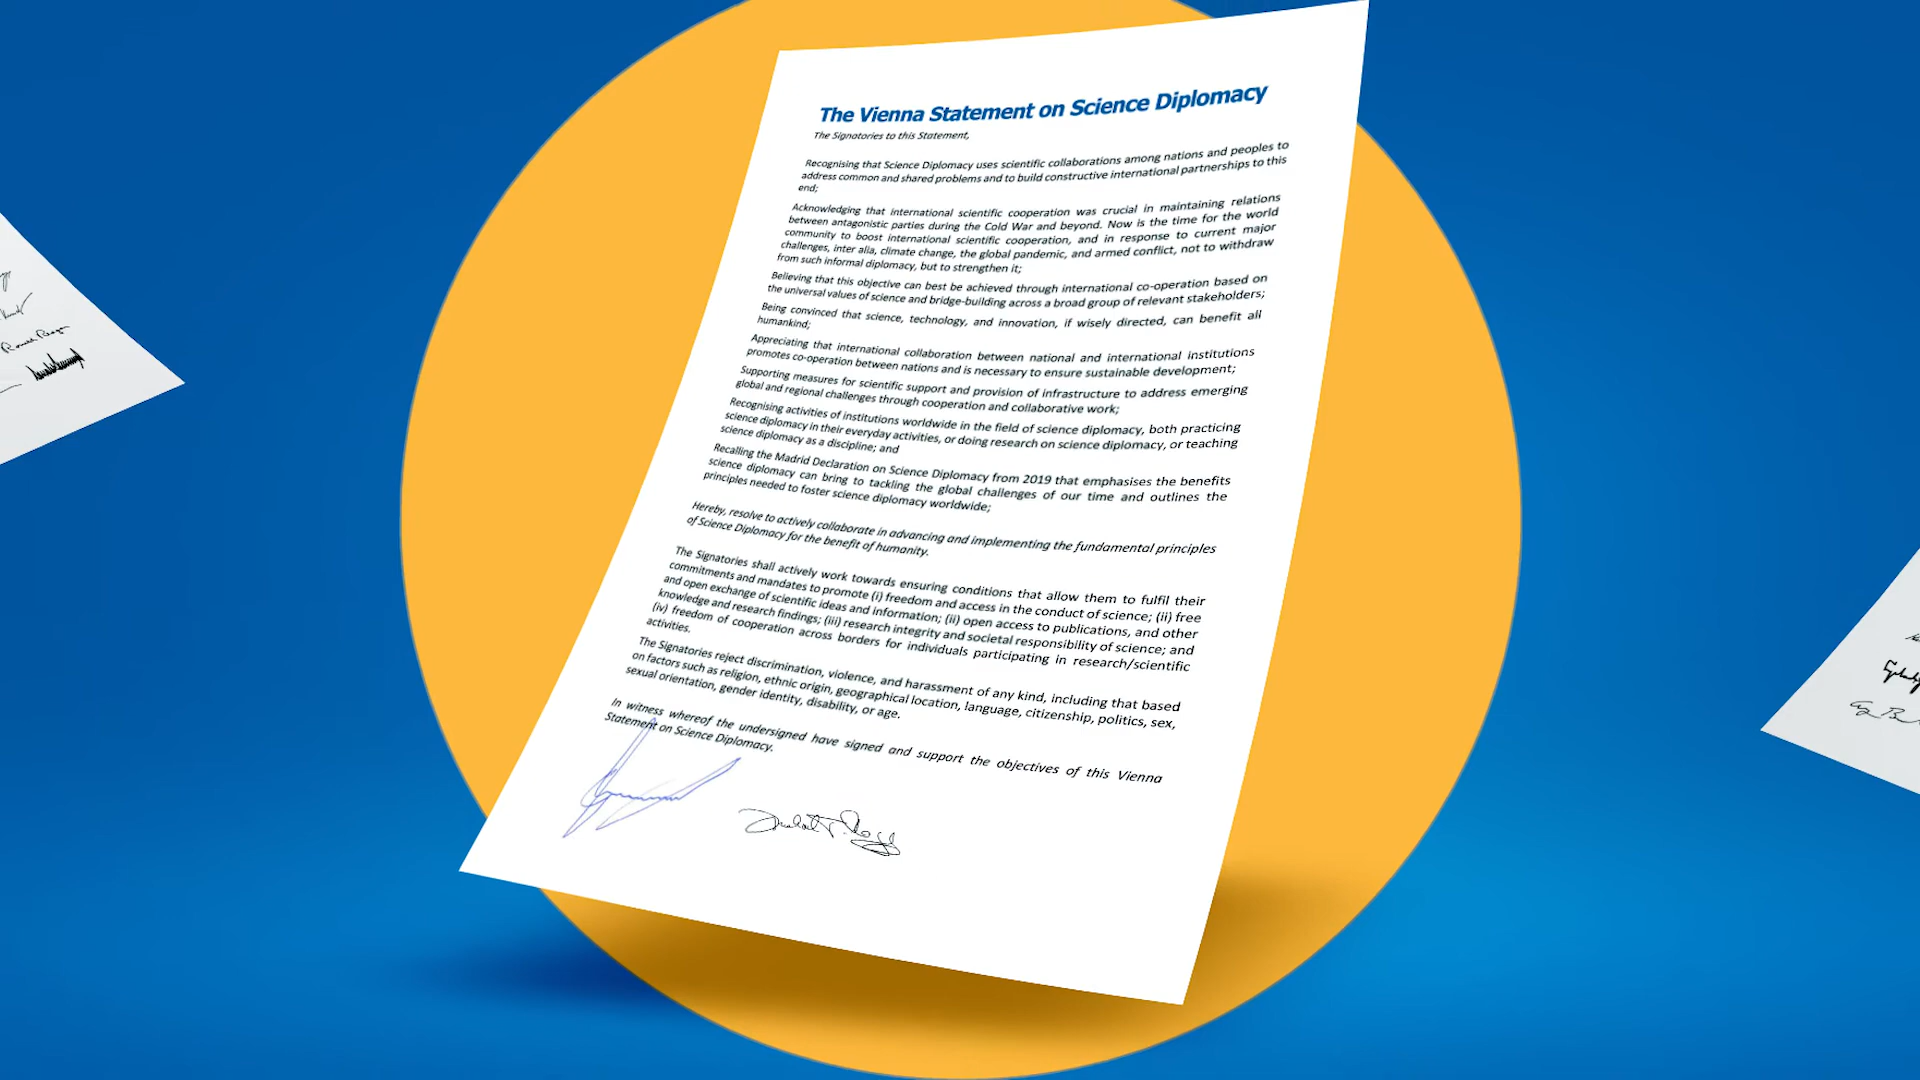 The Vienna Statement on Science Diplomacy
The Signatories to this Statement,
Recognising that Science Diplomacy uses scientific collaborations among nations and peoples to
address common and shared problems and to build constructive international partnerships to this
end;
Acknowledging that international scientific cooperation was crucial in maintaining relations
between antagonistic parties during the Cold War and beyond. Now is the time for the world
community to boost international scientific cooperation, and in response to current major
challenges, inter alia, climate change, the global pandemic, and armed conflict, not to withdraw
from such informal diplomacy, but to strengthen it;
Believing that this objective can best be achieved through international co-operation based on
the universal values of science and bridge-building across a broad group of relevant stakeholders;
Being convinced that science, technology, and innovation, if wisely directed, can benefit all
humankind;
Appreciating that international collaboration between national and international institutions
promotes co-operation between nations and is necessary to ensure sustainable development;
Supporting measures for scientific support and provision of infrastructure to address emerging
global and regional challenges through cooperation and collaborative work;
Recognising activities of institutions worldwide in the field of science diplomacy, both practicing
science diplomacy in their everyday activities, or doing research on science diplomacy, or teaching
science diplomacy as a discipline; and
Recalling the Madrid Declaration on Science Diplomacy from 2019 that emphasises the benefits
science diplomacy can bring to tackling the global challenges of our time and outlines the
principles needed to foster science diplomacy worldwide;
Hereby, resolve to actively collaborate in advancing and implementing the fundamental principles
of Science Diplomacy for the benefit of humanity.
The Signatories shall actively work towards ensuring conditions that allow them to fulfil their
commitments and mandates to promote (i) freedom and access in the conduct of science; (ii) free
and open exchange of scientific ideas and information; (ii) open access to publications, and other
knowledge and research findings; (iii) research integrity and societal responsibility of science; and
(iv) freedom of cooperation across borders for individuals participating in research/scientific
activities.
The Signatories reject discrimination, violence, and harassment of any kind, including that based
on factors such as religion, ethnic origin, geographical location, language, citizenship, politics, sex,
sexual orientation, gender identity, disability, or age.
In witness whereof the undersigned have signed and support the objectives of this Vienna
Statement on Science Diplomacy.